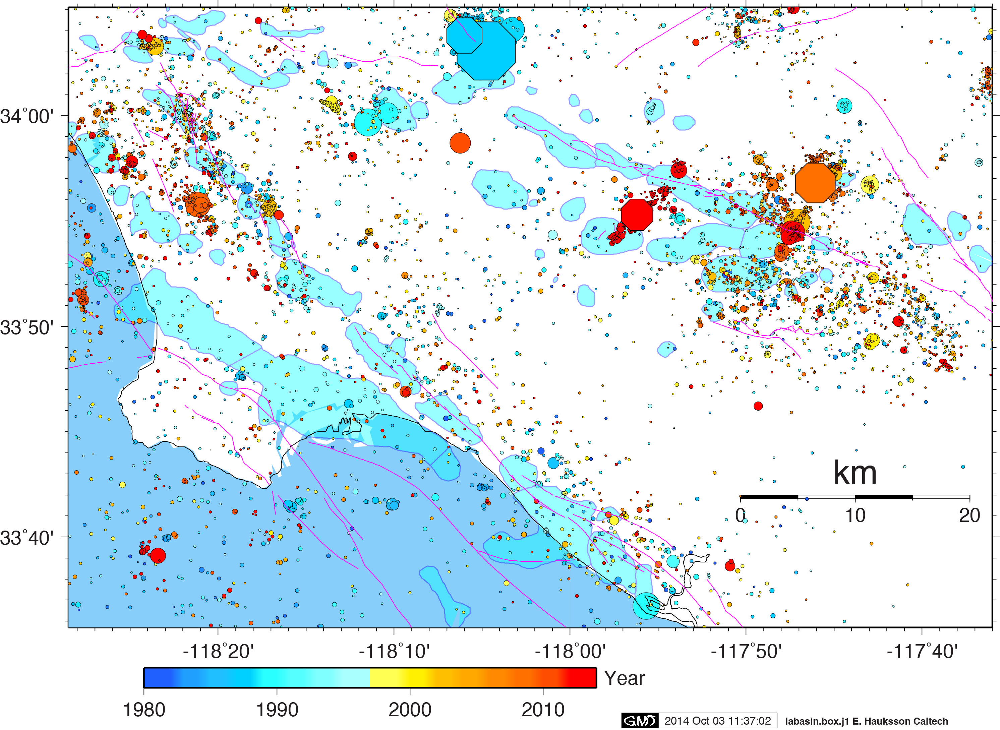 34°00'
33°50'
33°40'
km
0 10 20
-118°20' -118°10' -118°00' -117°50' -117°40'
Year
1980 1990 2000 2010
GMT 2014 Oct 03 11:37:02 labasin.box.j1 E. Hauksson Caltech